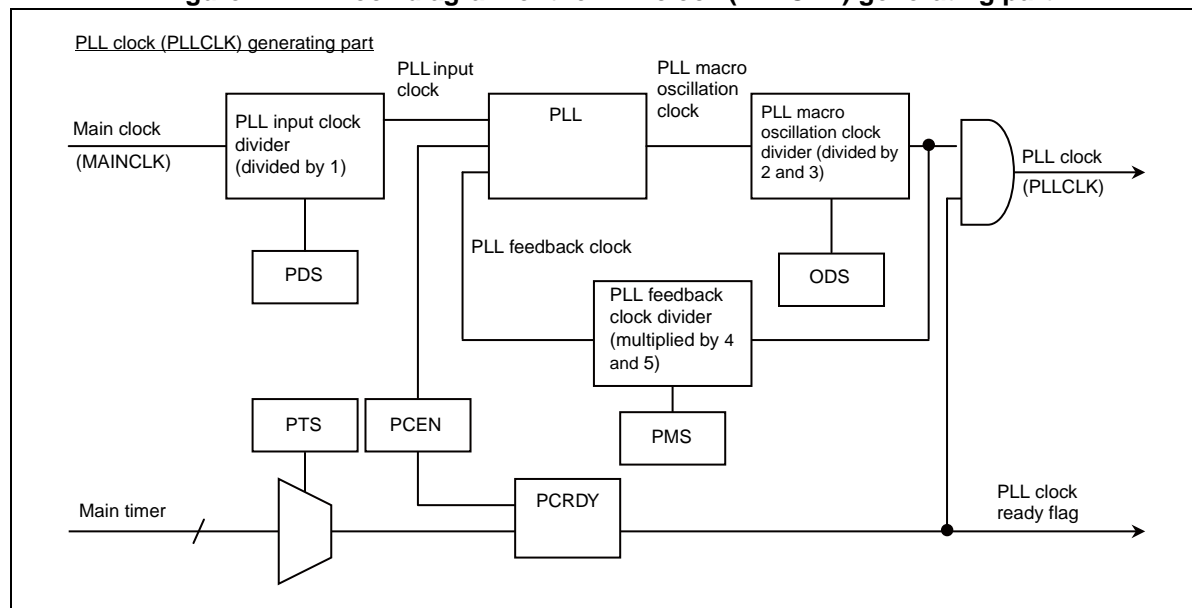 PLL clock (PLLCLK) generating part
PLL input
clock
PLL macro
oscillation
clock
Main clock
(MAINCLK)
PLL input clock
divider
(divided by 1)
PLL
PLL macro
oscillation clock
divider (divided by
2 and 3)
PLL clock
(PLLCLK)
PLL feedback clock
PDS
ODS
PLL feedback
clock divider
(multiplied by 4
and 5)
PTS
PCEN
PMS
Main timer
PCRDY
PLL clock
ready flag